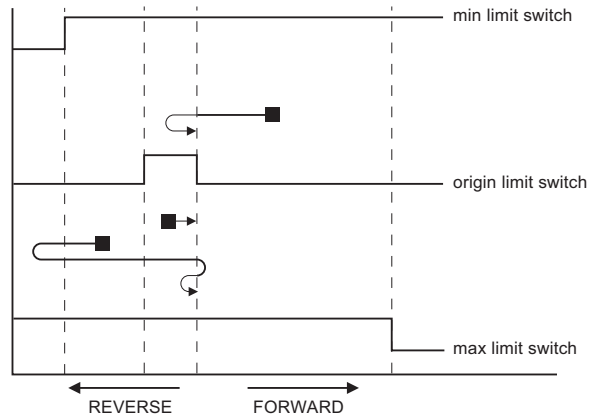 min limit switch
origin limit switch
max limit switch
REVERSE
FORWARD